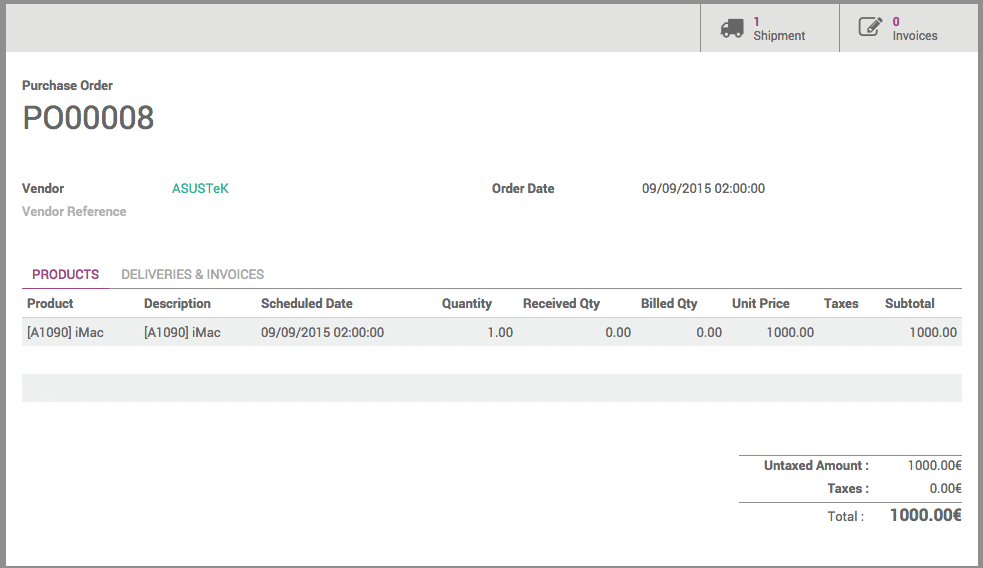 1
Shipment
0
Invoices
Purchase Order
PO00008
Vendor ASUSTeK Order Date 09/09/2015 02:00:00
Vendor Reference
PRODUCTS DELIVERIES & INVOICES
Product Description Scheduled Date Quantity Received Qty Billed Qty Unit Price Taxes Subtotal
[A1090] iMac [A1090] iMac 09/09/2015 02:00:00 1.00 0.00 0.00 1000.00 1000.00
Untaxed Amount : 1000.00€
Taxes : 0.00€
Total : 1000.00€